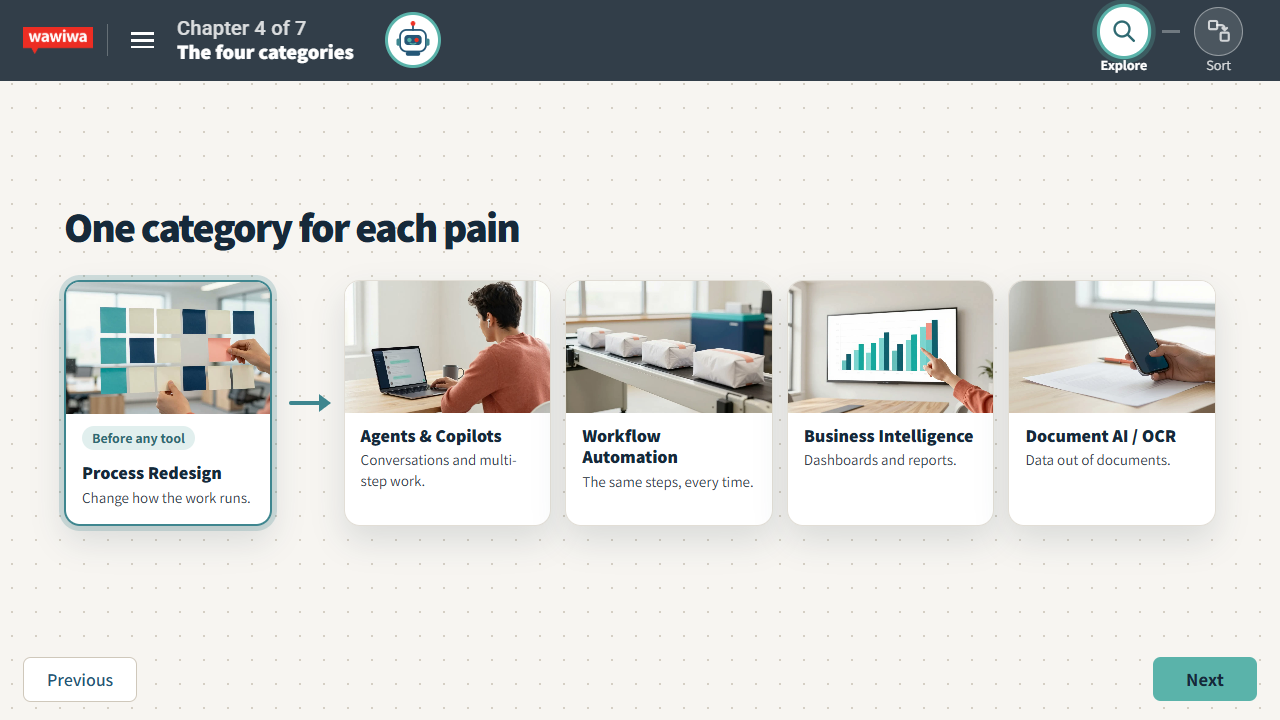 wawiwa
Chapter 4 of 7
The four categories
Explore
Sort
One category for each pain
Before any tool
Process Redesign
Change how the work runs.
Agents & Copilots
Conversations and multi-
step work.
Workflow
Automation
The same steps, every time.
Business Intelligence
Dashboards and reports.
Document AI / OCR
Data out of documents.
Previous
Next